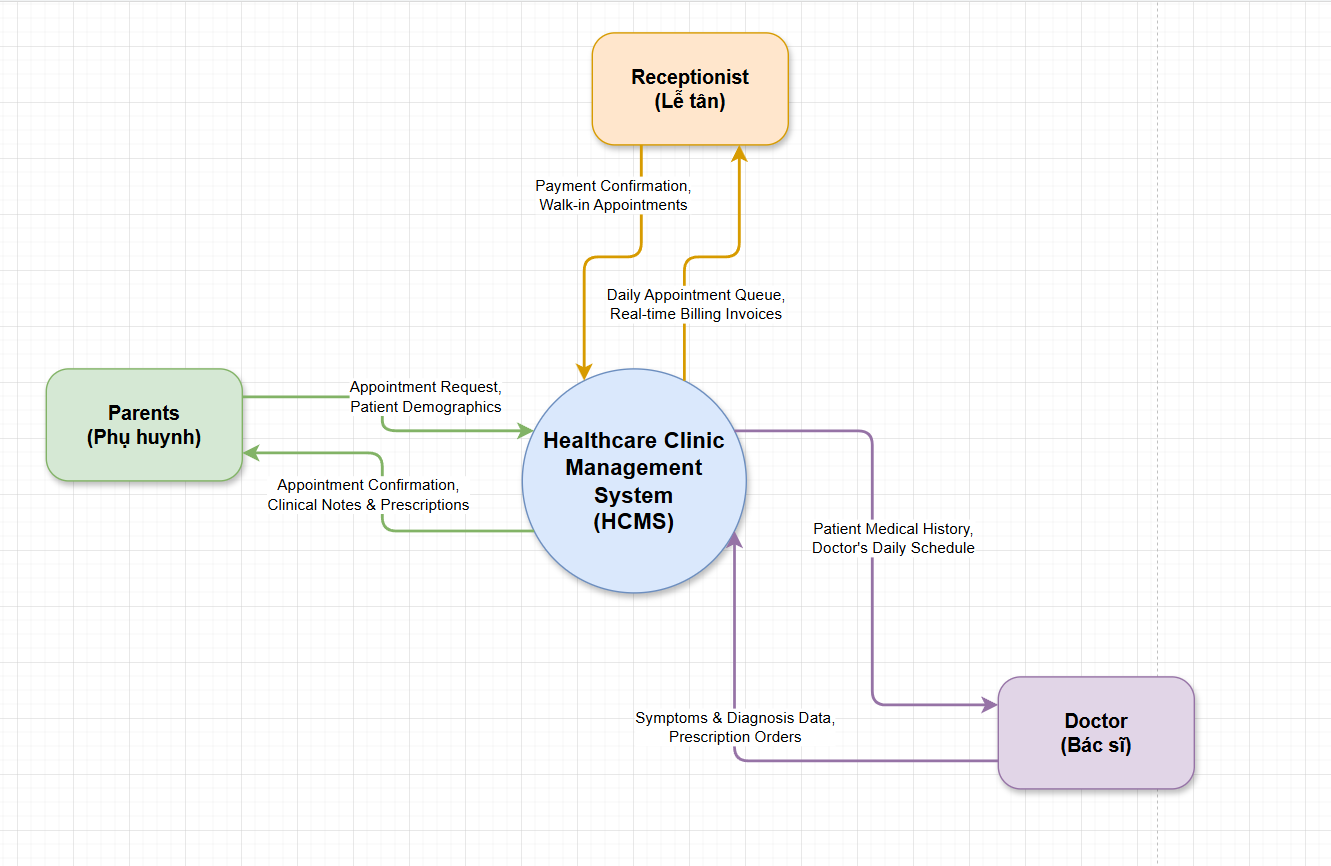 Receptionist
(Lễ tân)
Payment Confirmation,
Walk-in Appointments
Daily Appointment Queue,
Real-time Billing Invoices
Parents
(Phụ huynh)
Appointment Request,
Patient Demographics
Appointment Confirmation,
Clinical Notes & Prescriptions
Healthcare Clinic
Management
System
(HCMS)
Patient Medical History,
Doctor's Daily Schedule
Symptoms & Diagnosis Data,
Prescription Orders
Doctor
(Bác sĩ)